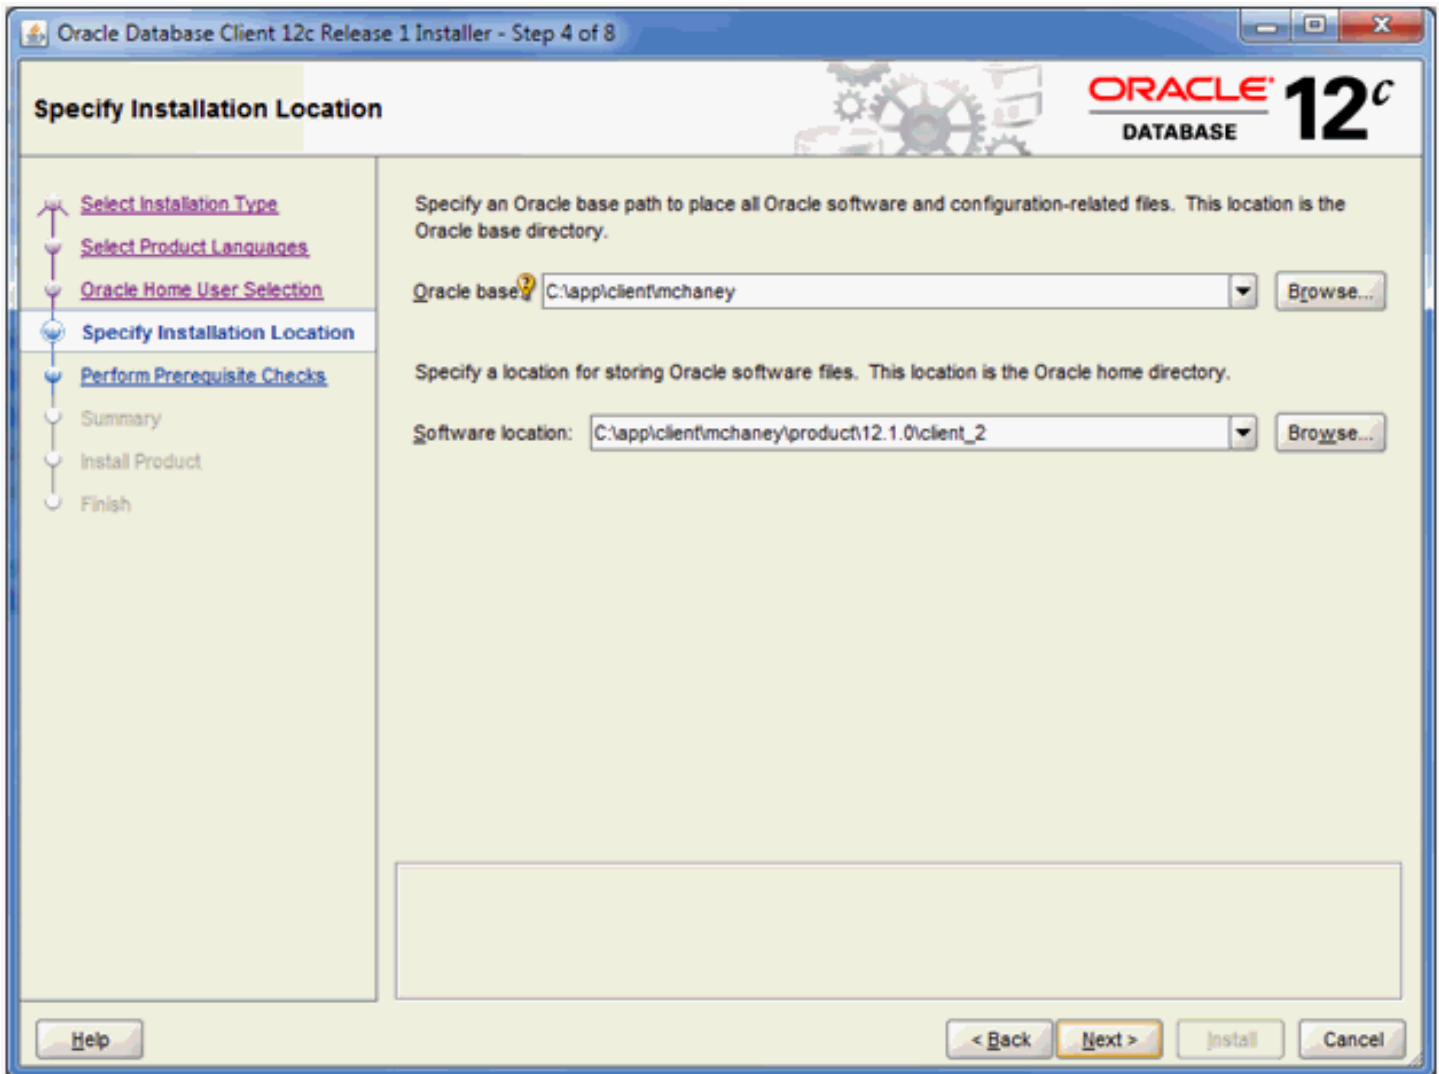 Oracle Database Client 12c Release 1 Installer - Step 4 of 8
Specify Installation Location
ORACLE 12c
DATABASE
Select Installation Type
Select Product Languages
Oracle Home User Selection
Specify Installation Location
Perform Prerequisite Checks
Summary
Install Product
Finish
Specify an Oracle base path to place all Oracle software and configuration-related files. This location is the
Oracle base directory.
Oracle base: C:\app\client\mchaney Browse...
Specify a location for storing Oracle software files. This location is the Oracle home directory.
Software location: C:\app\client\mchaney\product\12.1.0\client_2 Browse...
Help < Back Next > Install Cancel